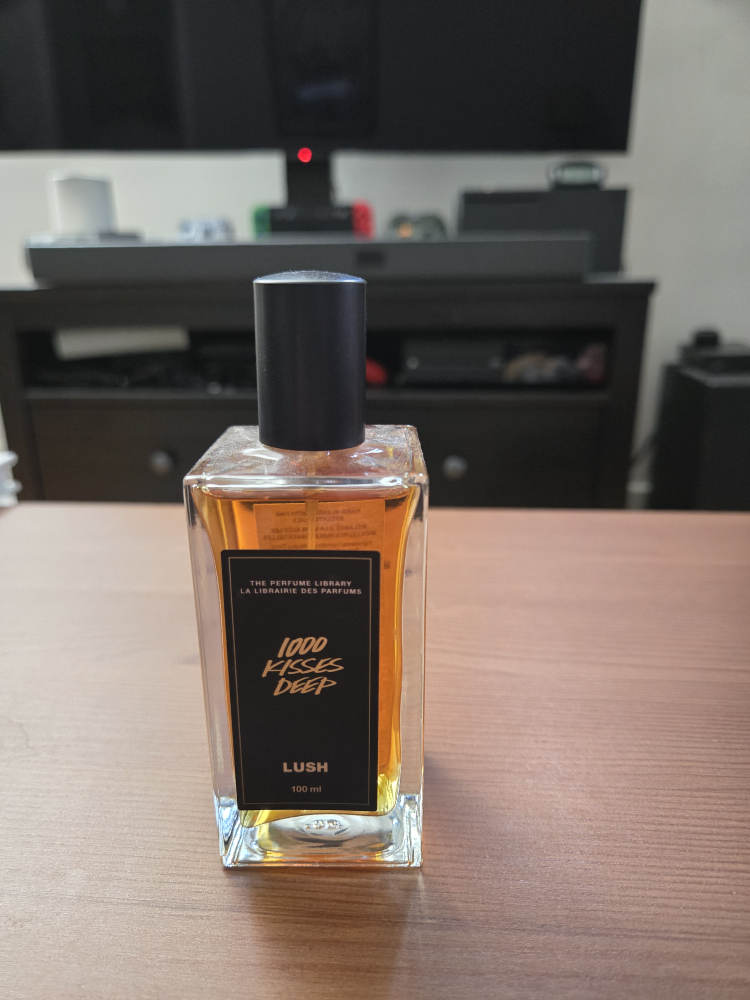 THE PERFUME LIBRARY
LA LIBRAIRIE DES PARFUMS
1000
KISSES
DEEP
LUSH
100 ml